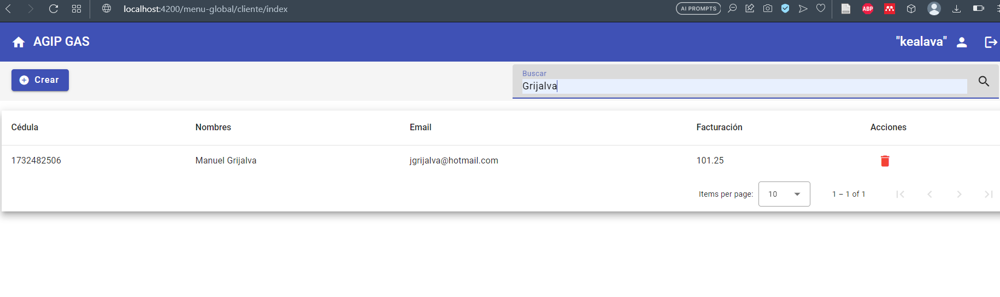 localhost:4200/menu-global/cliente/index
AI PROMPTS
ABP
AGIP GAS
"kealava"
Crear
Buscar
Grijalva
Cédula Nombres Email Facturación Acciones
1732482506 Manuel Grijalva jgrijalva@hotmail.com 101.25
Items per page: 10 1 – 1 of 1